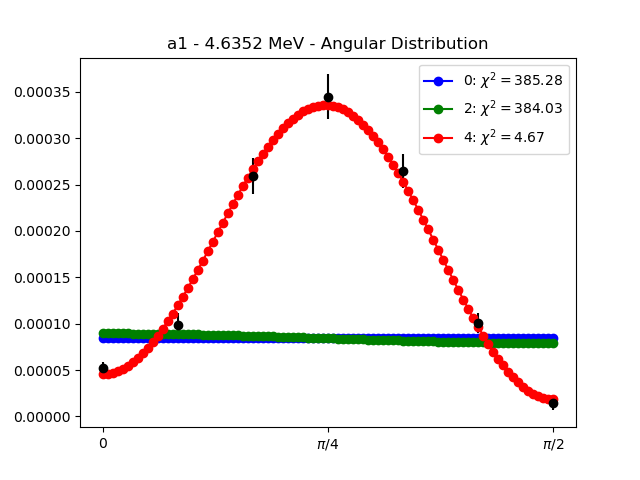 a1 - 4.6352 MeV - Angular Distribution
0: χ² = 385.28
2: χ² = 384.03
4: χ² = 4.67
0.00035
0.00030
0.00025
0.00020
0.00015
0.00010
0.00005
0.00000
0 π/4 π/2